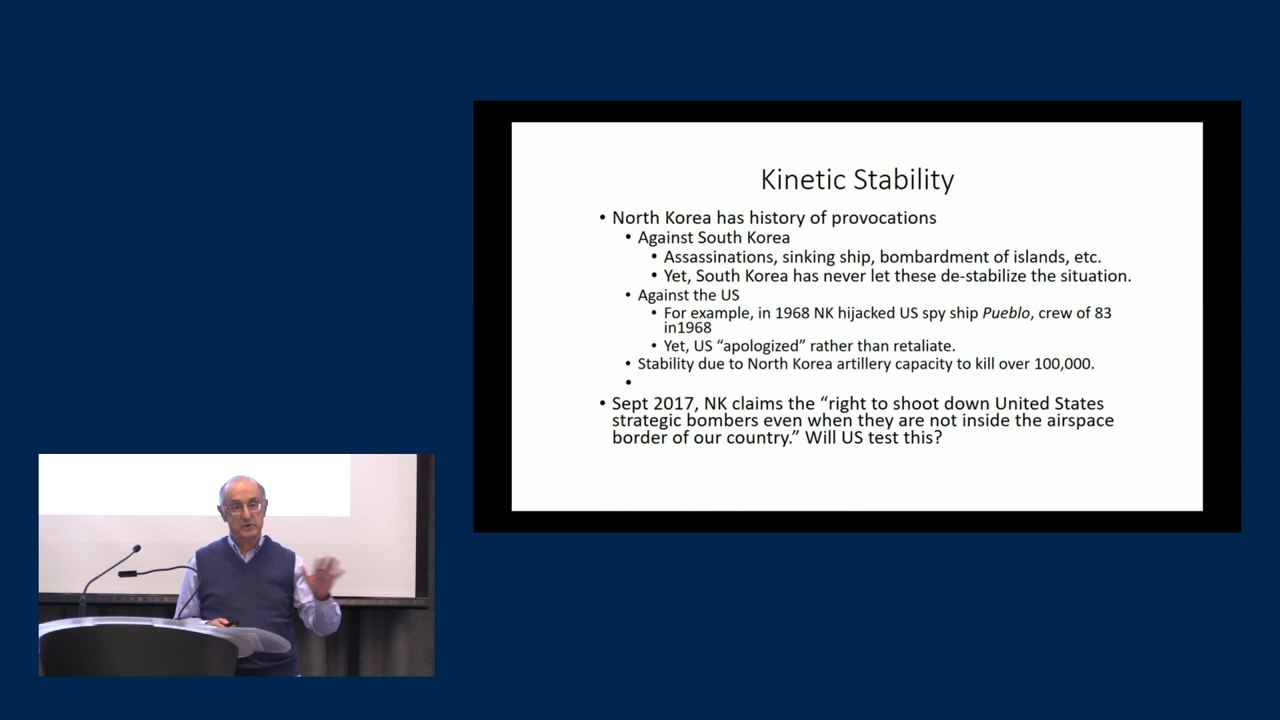 Kinetic Stability
• North Korea has history of provocations
• Against South Korea
• Assassinations, sinking ship, bombardment of islands, etc.
• Yet, South Korea has never let these de-stabilize the situation.
• Against the US
• For example, in 1968 NK hijacked US spy ship Pueblo, crew of 83
in1968
• Yet, US “apologized” rather than retaliate.
• Stability due to North Korea artillery capacity to kill over 100,000.
•
• Sept 2017, NK claims the “right to shoot down United States
strategic bombers even when they are not inside the airspace
border of our country.” Will US test this?